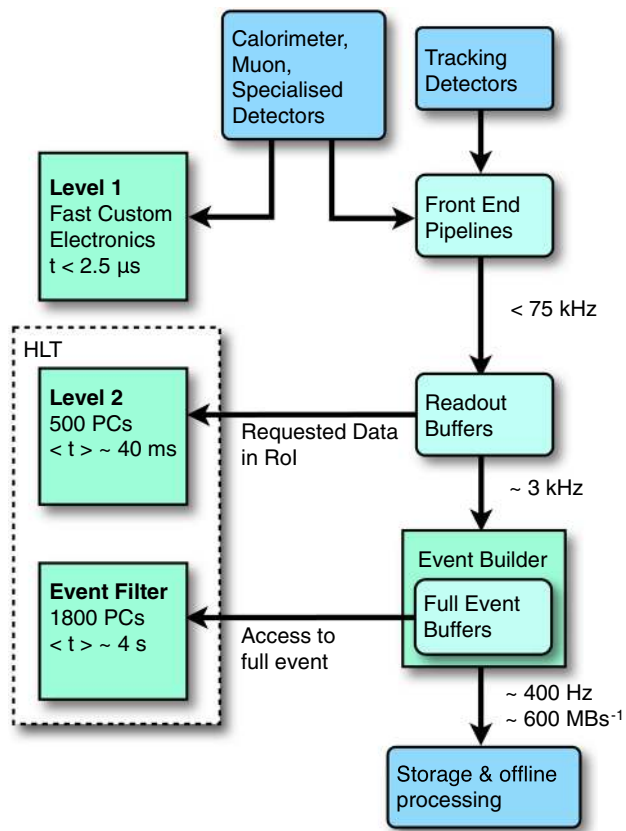 Calorimeter,
Muon,
Specialised
Detectors
Tracking
Detectors
Level 1
Fast Custom
Electronics
t < 2.5 µs
Front End
Pipelines
< 75 kHz
HLT
Level 2
500 PCs
< t > ~ 40 ms
Requested Data
in RoI
Readout
Buffers
~ 3 kHz
Event Builder
Full Event
Buffers
Event Filter
1800 PCs
< t > ~ 4 s
Access to
full event
~ 400 Hz
~ 600 MBs⁻¹
Storage & offline
processing